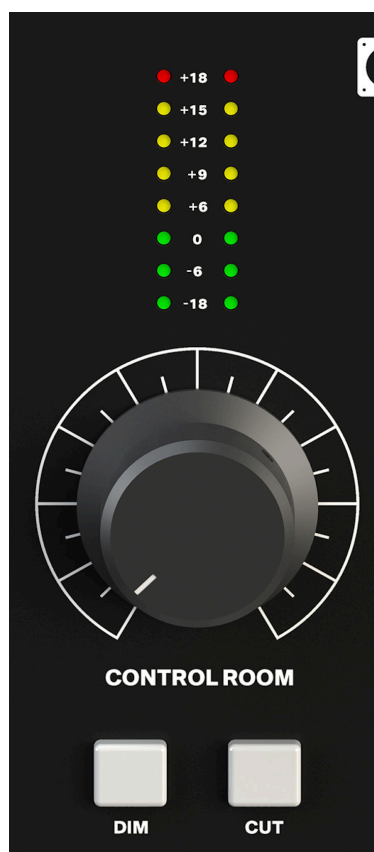 +18
+15
+12
+9
+6
0
-6
-18
CONTROL ROOM
DIM
CUT